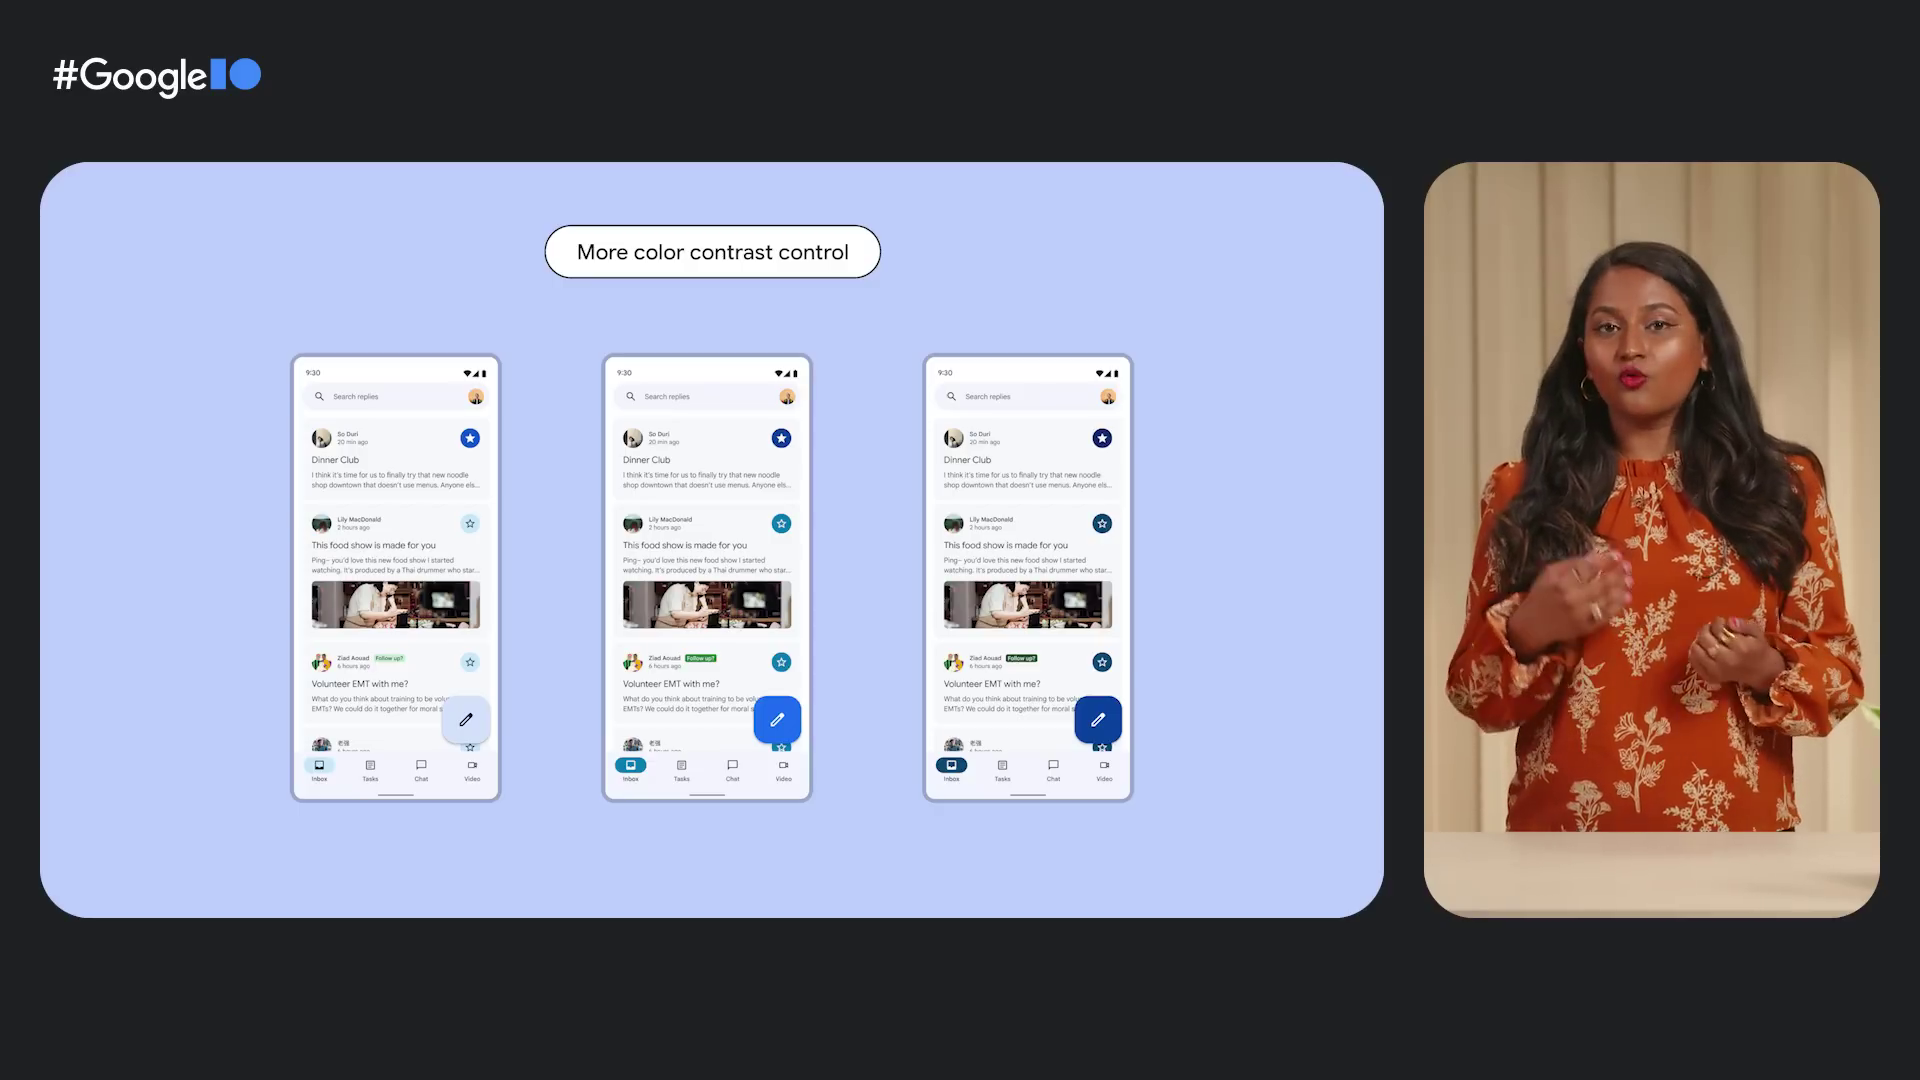 #GoogleIO
More color contrast control
9:30
Search replies
So Duri
20 min ago
Dinner Club
I think it's time for us to finally try that new noodle
shop downtown that doesn't use menus. Anyone els...
Lily MacDonald
2 hours ago
This food show is made for you
Ping– you'd love this new food show I started
watching. It's produced by a Thai drummer who star...
Ziad Aouad Follow up?
6 hours ago
Volunteer EMT with me?
What do you think about training to be volu
EMTs? We could do it together for moral s
老强
Inbox Tasks Chat Video
9:30
Search replies
So Duri
20 min ago
Dinner Club
I think it's time for us to finally try that new noodle
shop downtown that doesn't use menus. Anyone els...
Lily MacDonald
2 hours ago
This food show is made for you
Ping– you'd love this new food show I started
watching. It's produced by a Thai drummer who star...
Ziad Aouad Follow up?
6 hours ago
Volunteer EMT with me?
What do you think about training to be volu
EMTs? We could do it together for moral s
老强
Inbox Tasks Chat Video
9:30
Search replies
So Duri
20 min ago
Dinner Club
I think it's time for us to finally try that new noodle
shop downtown that doesn't use menus. Anyone els...
Lily MacDonald
2 hours ago
This food show is made for you
Ping– you'd love this new food show I started
watching. It's produced by a Thai drummer who star...
Ziad Aouad Follow up?
6 hours ago
Volunteer EMT with me?
What do you think about training to be volu
EMTs? We could do it together for moral s
老强
Inbox Tasks Chat Video